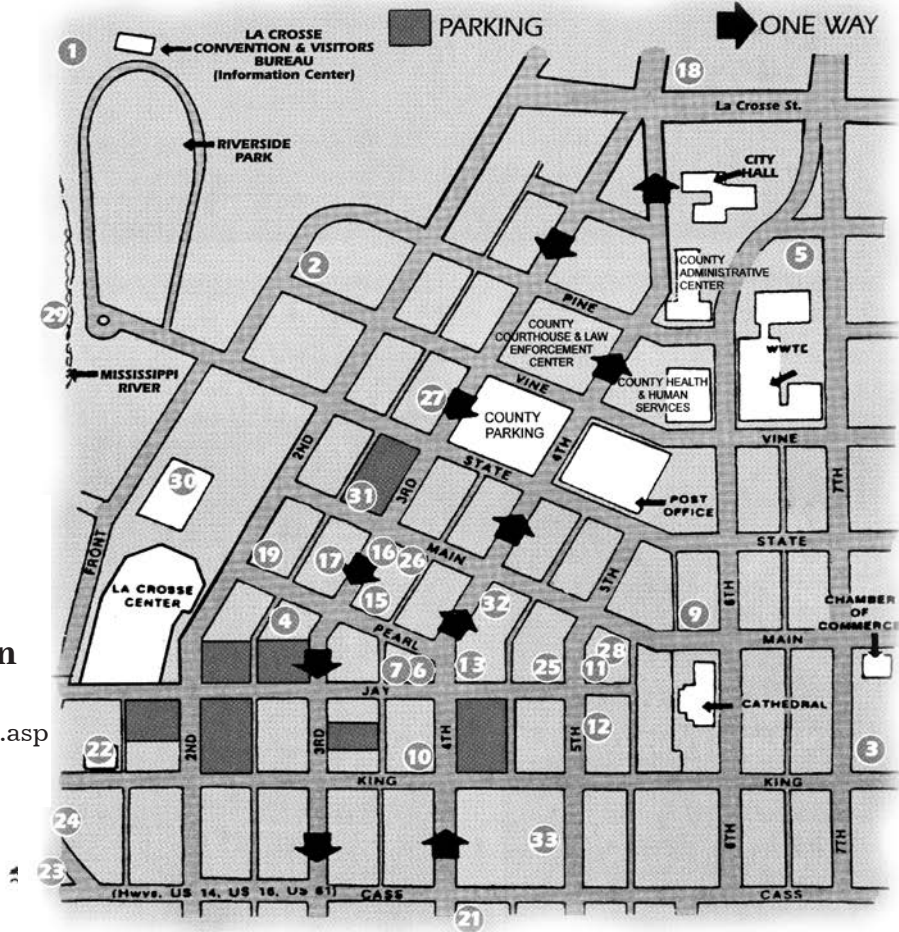 PARKING
ONE WAY
1
LA CROSSE
CONVENTION & VISITORS
BUREAU
(Information Center)
18
La Crosse St.
RIVERSIDE
PARK
CITY
HALL
2
COUNTY
ADMINISTRATIVE
CENTER
5
29
PINE
COUNTY
COURTHOUSE & LAW
ENFORCEMENT
CENTER
WWTC
MISSISSIPPI
RIVER
VINE
COUNTY HEALTH
& HUMAN
SERVICES
27
COUNTY
PARKING
2ND
4TH
VINE
STATE
7TH
30
31
3RD
POST
OFFICE
FRONT
19
17
16
26
MAIN
STATE
5TH
6TH
LA CROSSE
CENTER
15
32
9
CHAMBER
OF
COMMERCE
4
PEARL
MAIN
n
7
6
13
25
11
28
JAY
CATHEDRAL
.asp
22
2ND
3RD
10
4TH
5TH
12
3
KING
KING
24
33
6TH
7TH
23
(Hwys. US 14, US 16, US 61)
CASS
CASS
21